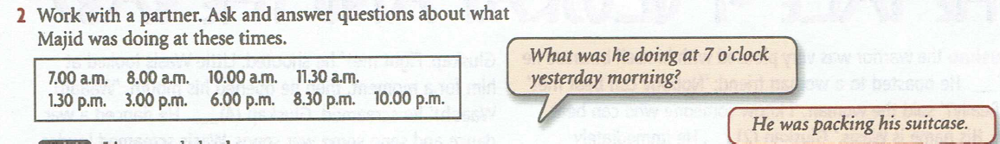 2 Work with a partner. Ask and answer questions about what
Majid was doing at these times.
7.00 a.m. 8.00 a.m. 10.00 a.m. 11.30 a.m.
1.30 p.m. 3.00 p.m. 6.00 p.m. 8.30 p.m. 10.00 p.m.
What was he doing at 7 o'clock
yesterday morning?
He was packing his suitcase.